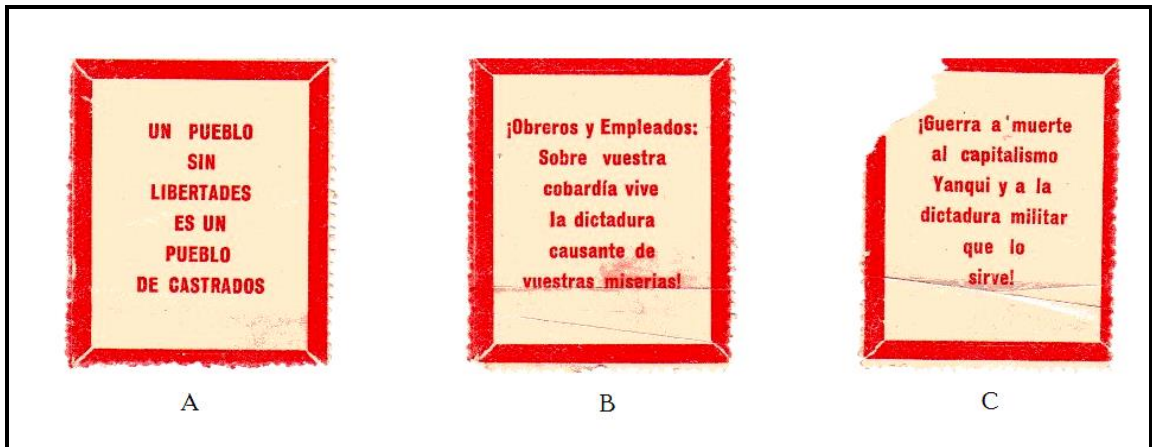 UN PUEBLO
SIN
LIBERTADES
ES UN
PUEBLO
DE CASTRADOS
A
¡Obreros y Empleados:
Sobre vuestra
cobardía vive
la dictadura
causante de
vuestras miserias!
B
¡Guerra a muerte
al capitalismo
Yanqui y a la
dictadura militar
que lo
sirve!
C